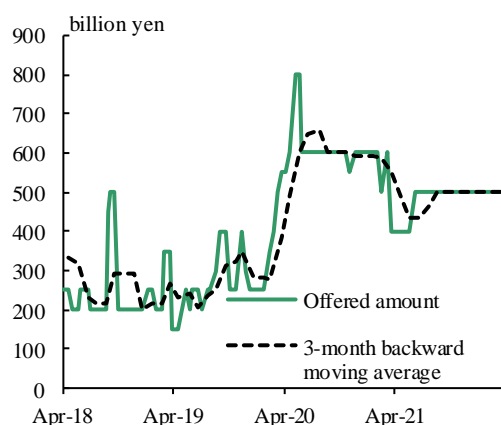 billion yen
900
800
700
600
500
400
300
200
100
0
Offered amount
3-month backward
moving average
Apr-18 Apr-19 Apr-20 Apr-21